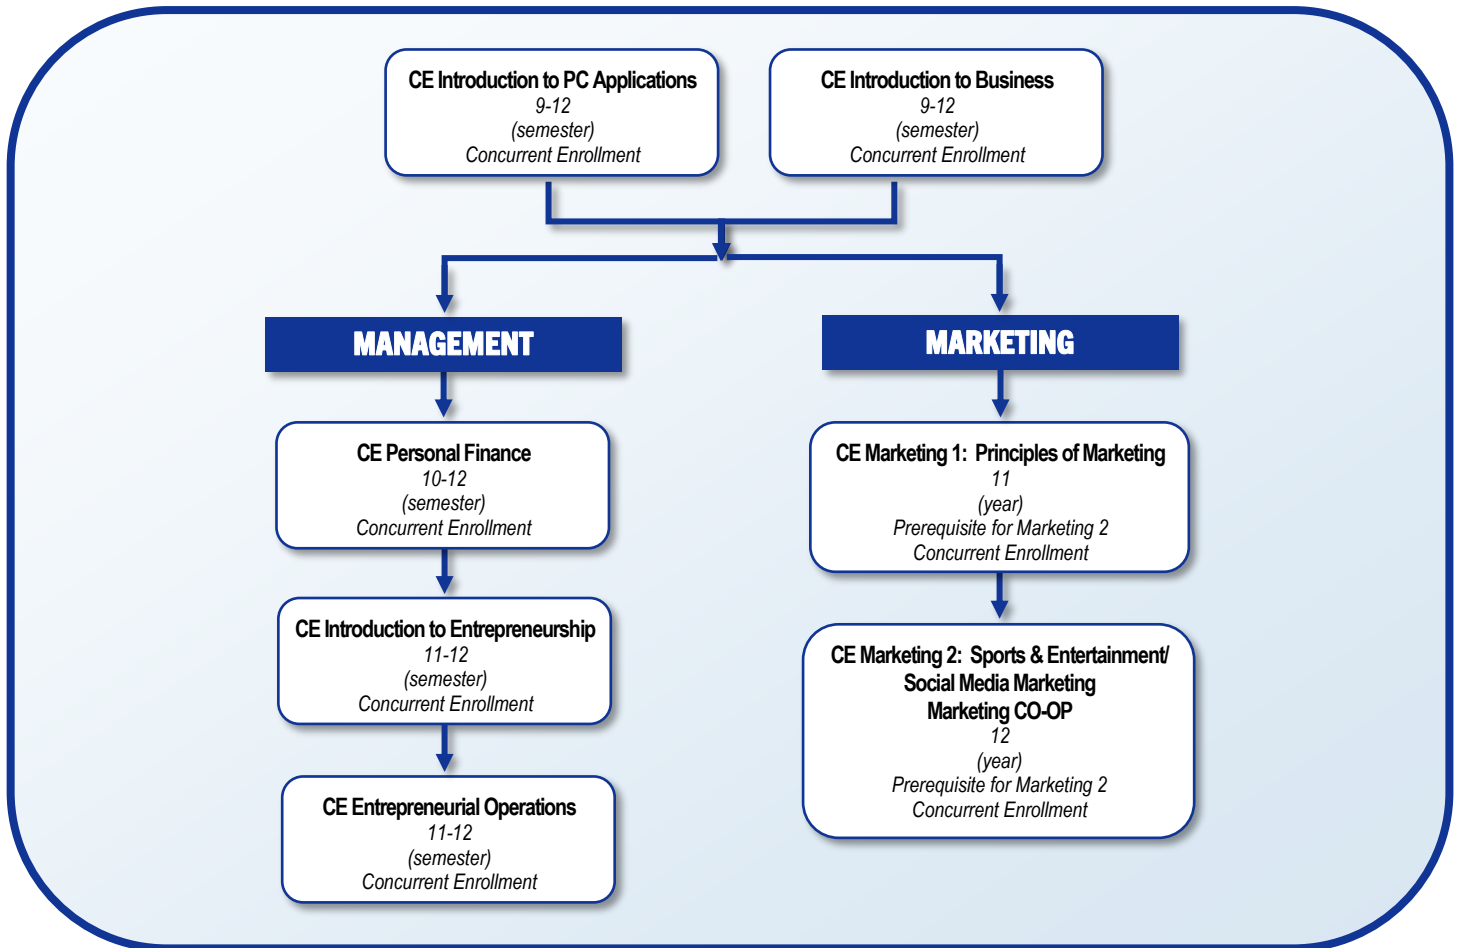 CE Introduction to PC Applications
9-12
(semester)
Concurrent Enrollment
CE Introduction to Business
9-12
(semester)
Concurrent Enrollment
MANAGEMENT
CE Personal Finance
10-12
(semester)
Concurrent Enrollment
CE Introduction to Entrepreneurship
11-12
(semester)
Concurrent Enrollment
CE Entrepreneurial Operations
11-12
(semester)
Concurrent Enrollment
MARKETING
CE Marketing 1:  Principles of Marketing
11
(year)
Prerequisite for Marketing 2
Concurrent Enrollment
CE Marketing 2:  Sports & Entertainment/
Social Media Marketing
Marketing CO-OP
12
(year)
Prerequisite for Marketing 2
Concurrent Enrollment